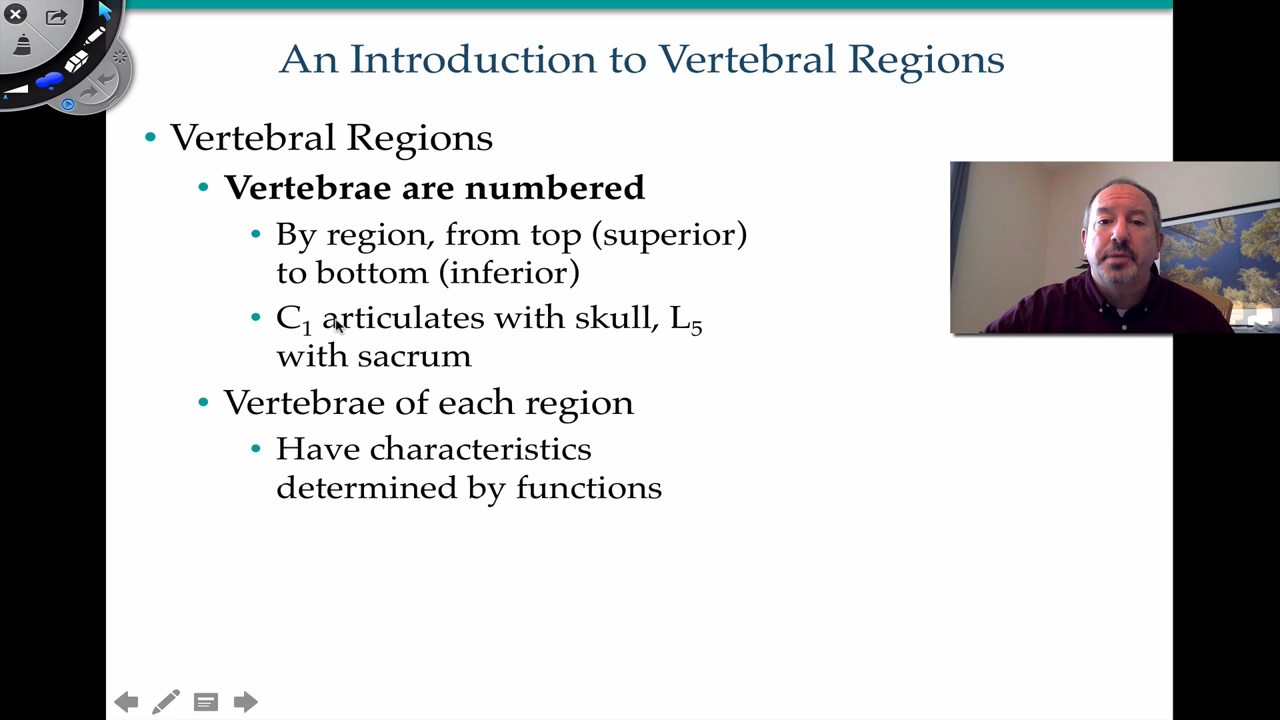 An Introduction to Vertebral Regions
• Vertebral Regions
• Vertebrae are numbered
• By region, from top (superior)
to bottom (inferior)
• C₁ articulates with skull, L₅
with sacrum
• Vertebrae of each region
• Have characteristics
determined by functions